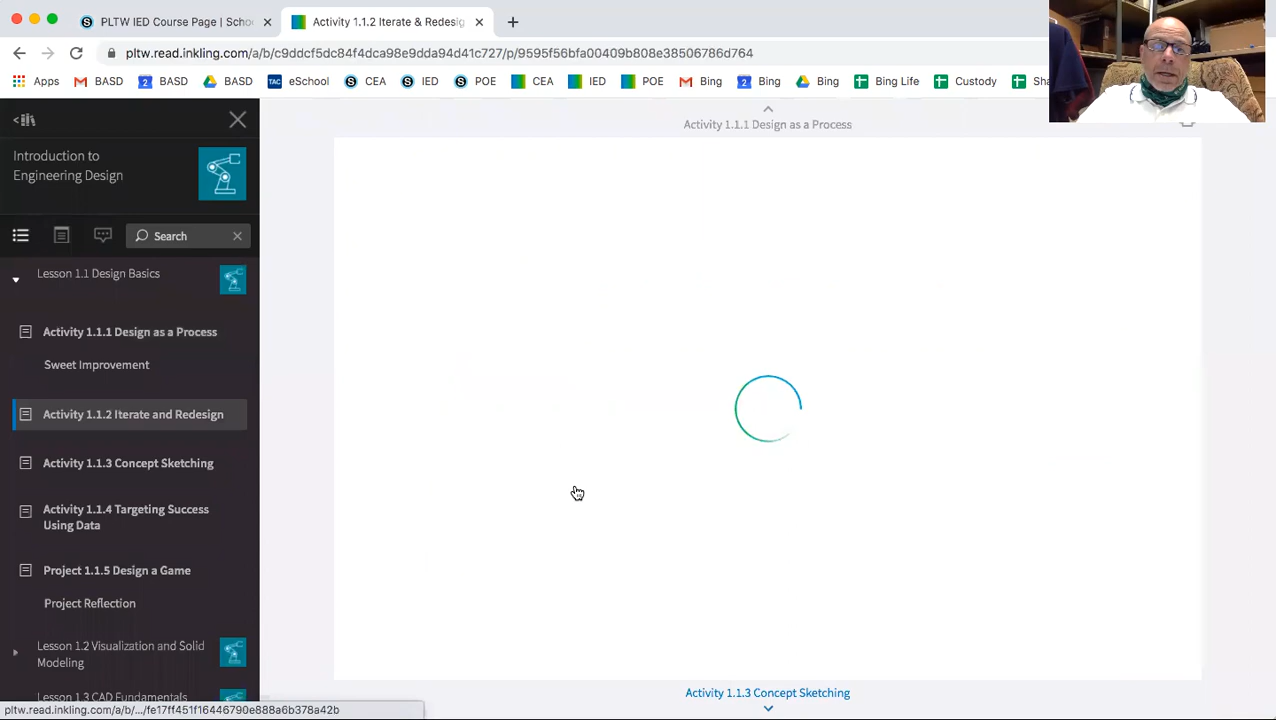 PLTW IED Course Page | Schoo
Activity 1.1.2 Iterate & Redesig
pltw.read.inkling.com/a/b/c9ddcf5dc84f4dca98e9dda94d41c727/p/9595f56bfa00409b808e38506786d764
Apps BASD BASD BASD eSchool CEA IED POE CEA IED POE Bing Bing Bing Bing Life Custody Sha
Activity 1.1.1 Design as a Process
Introduction to
Engineering Design
Search
Lesson 1.1 Design Basics
Activity 1.1.1 Design as a Process
Sweet Improvement
Activity 1.1.2 Iterate and Redesign
Activity 1.1.3 Concept Sketching
Activity 1.1.4 Targeting Success
Using Data
Project 1.1.5 Design a Game
Project Reflection
Lesson 1.2 Visualization and Solid
Modeling
Lesson 1.3 CAD Fundamentals
Activity 1.1.3 Concept Sketching
pltw.read.inkling.com/a/b/.../fe17ff451f16446790e888a6b378a42b